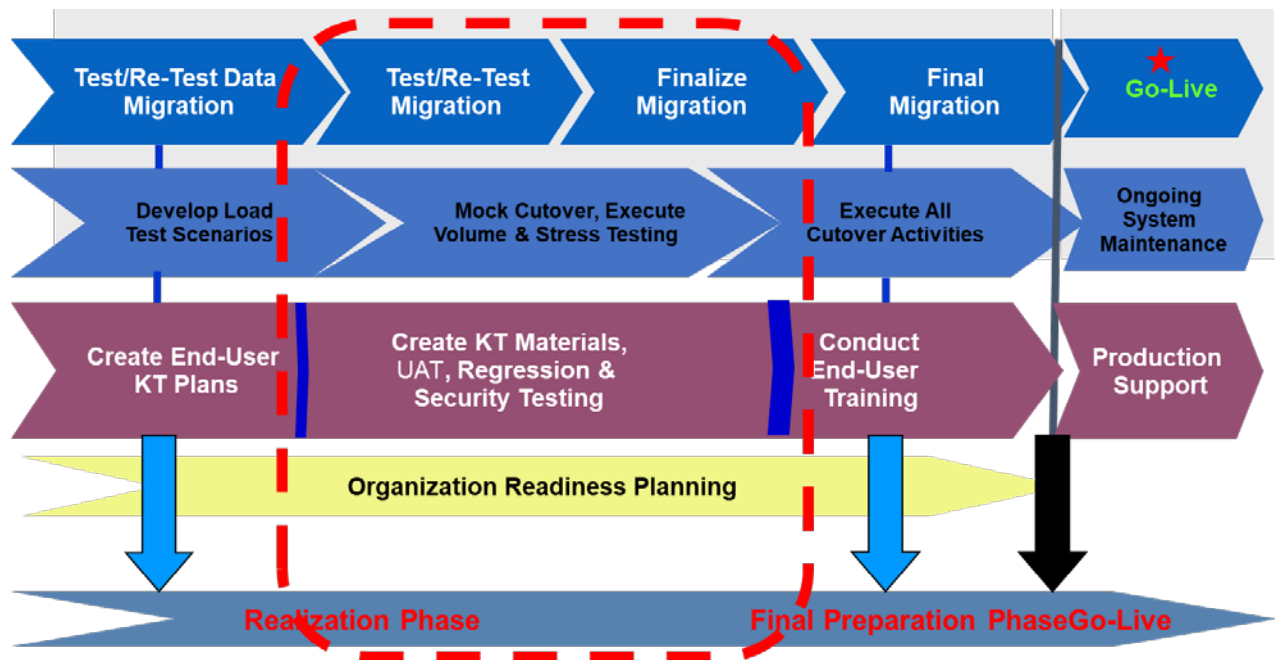 Test/Re-Test Data
Migration
Test/Re-Test
Migration
Finalize
Migration
Final
Migration
Go-Live
Develop Load
Test Scenarios
Mock Cutover, Execute
Volume & Stress Testing
Execute All
Cutover Activities
Ongoing
System
Maintenance
Create End-User
KT Plans
Create KT Materials,
UAT, Regression &
Security Testing
Conduct
End-User
Training
Production
Support
Organization Readiness Planning
Realization Phase
Final Preparation PhaseGo-Live